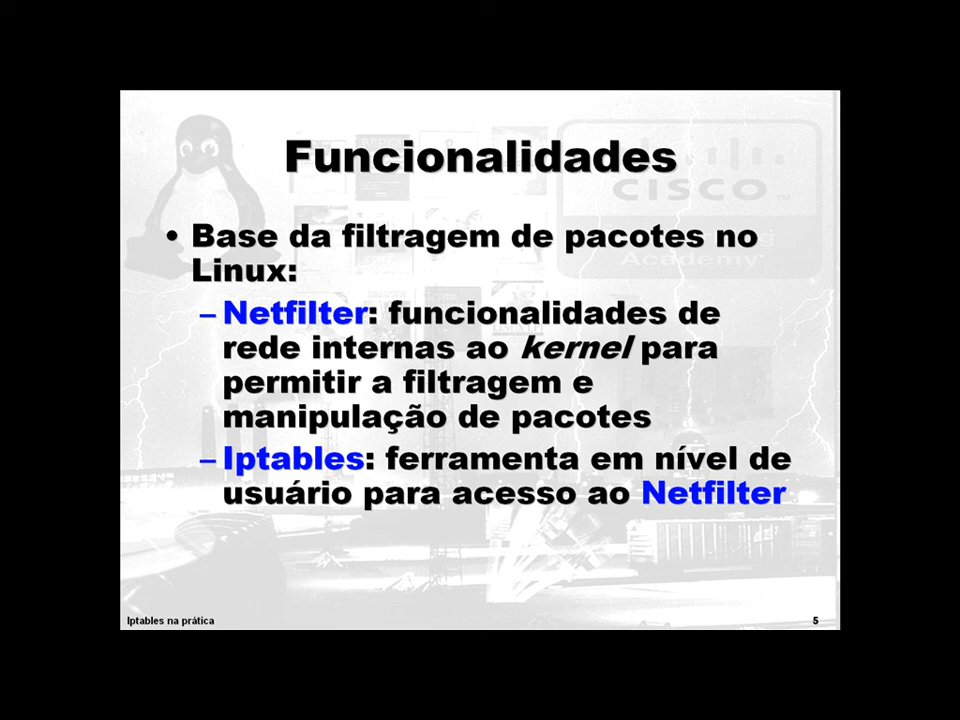 Funcionalidades
CISCO
TM
Academy
• Base da filtragem de pacotes no
Linux:
– Netfilter: funcionalidades de
rede internas ao kernel para
permitir a filtragem e
manipulação de pacotes
– Iptables: ferramenta em nível de
usuário para acesso ao Netfilter
Iptables na prática
5